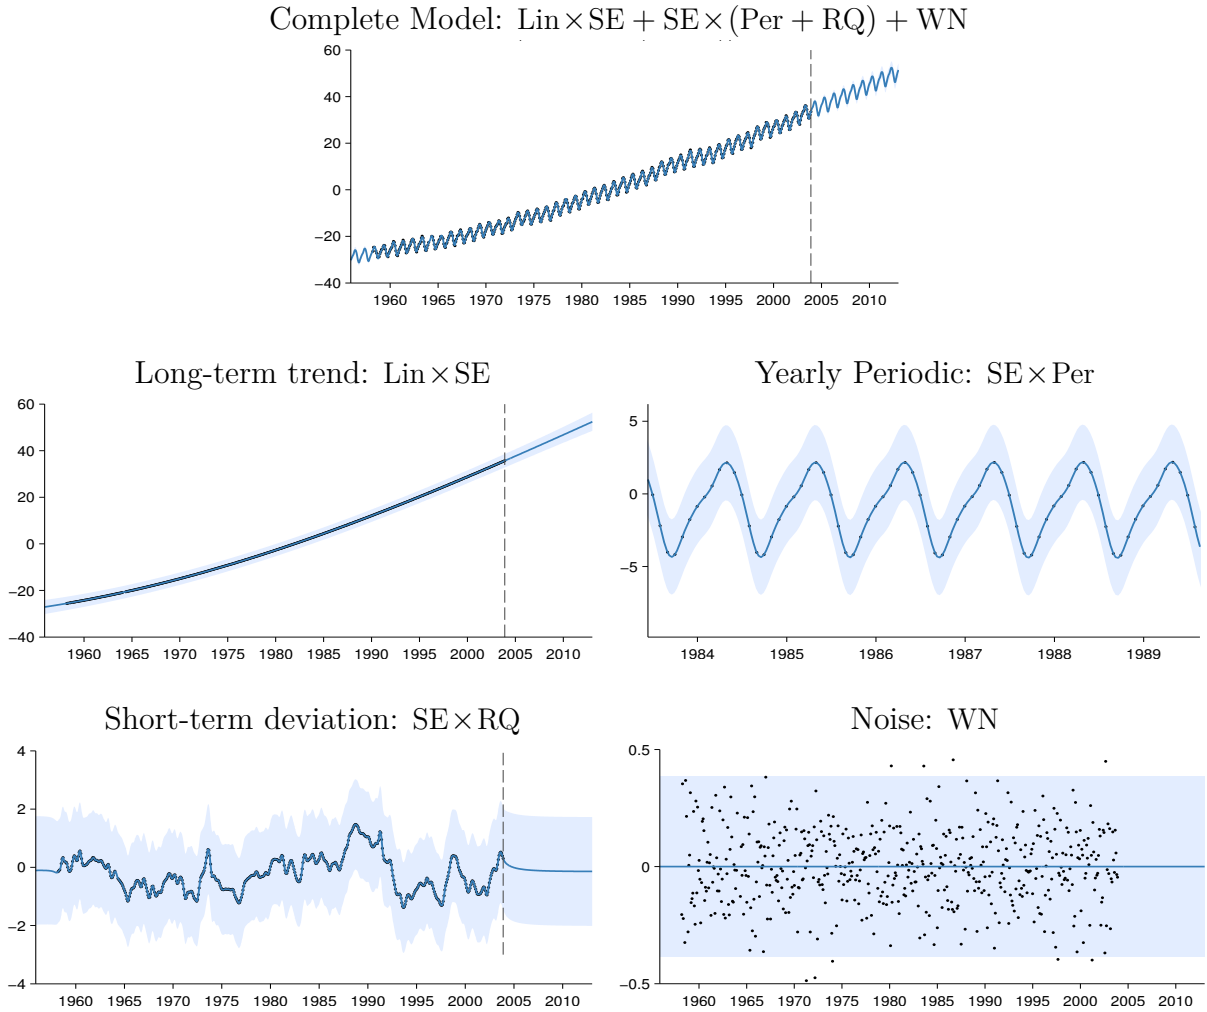 Complete Model: Lin×SE + SE×(Per + RQ) + WN
60
40
20
0
−20
−40
1960 1965 1970 1975 1980 1985 1990 1995 2000 2005 2010
Long-term trend: Lin×SE
60
40
20
0
−20
−40
1960 1965 1970 1975 1980 1985 1990 1995 2000 2005 2010
Yearly Periodic: SE×Per
5
0
−5
1984 1985 1986 1987 1988 1989
Short-term deviation: SE×RQ
4
2
0
−2
−4
1960 1965 1970 1975 1980 1985 1990 1995 2000 2005 2010
Noise: WN
0.5
0
−0.5
1960 1965 1970 1975 1980 1985 1990 1995 2000 2005 2010